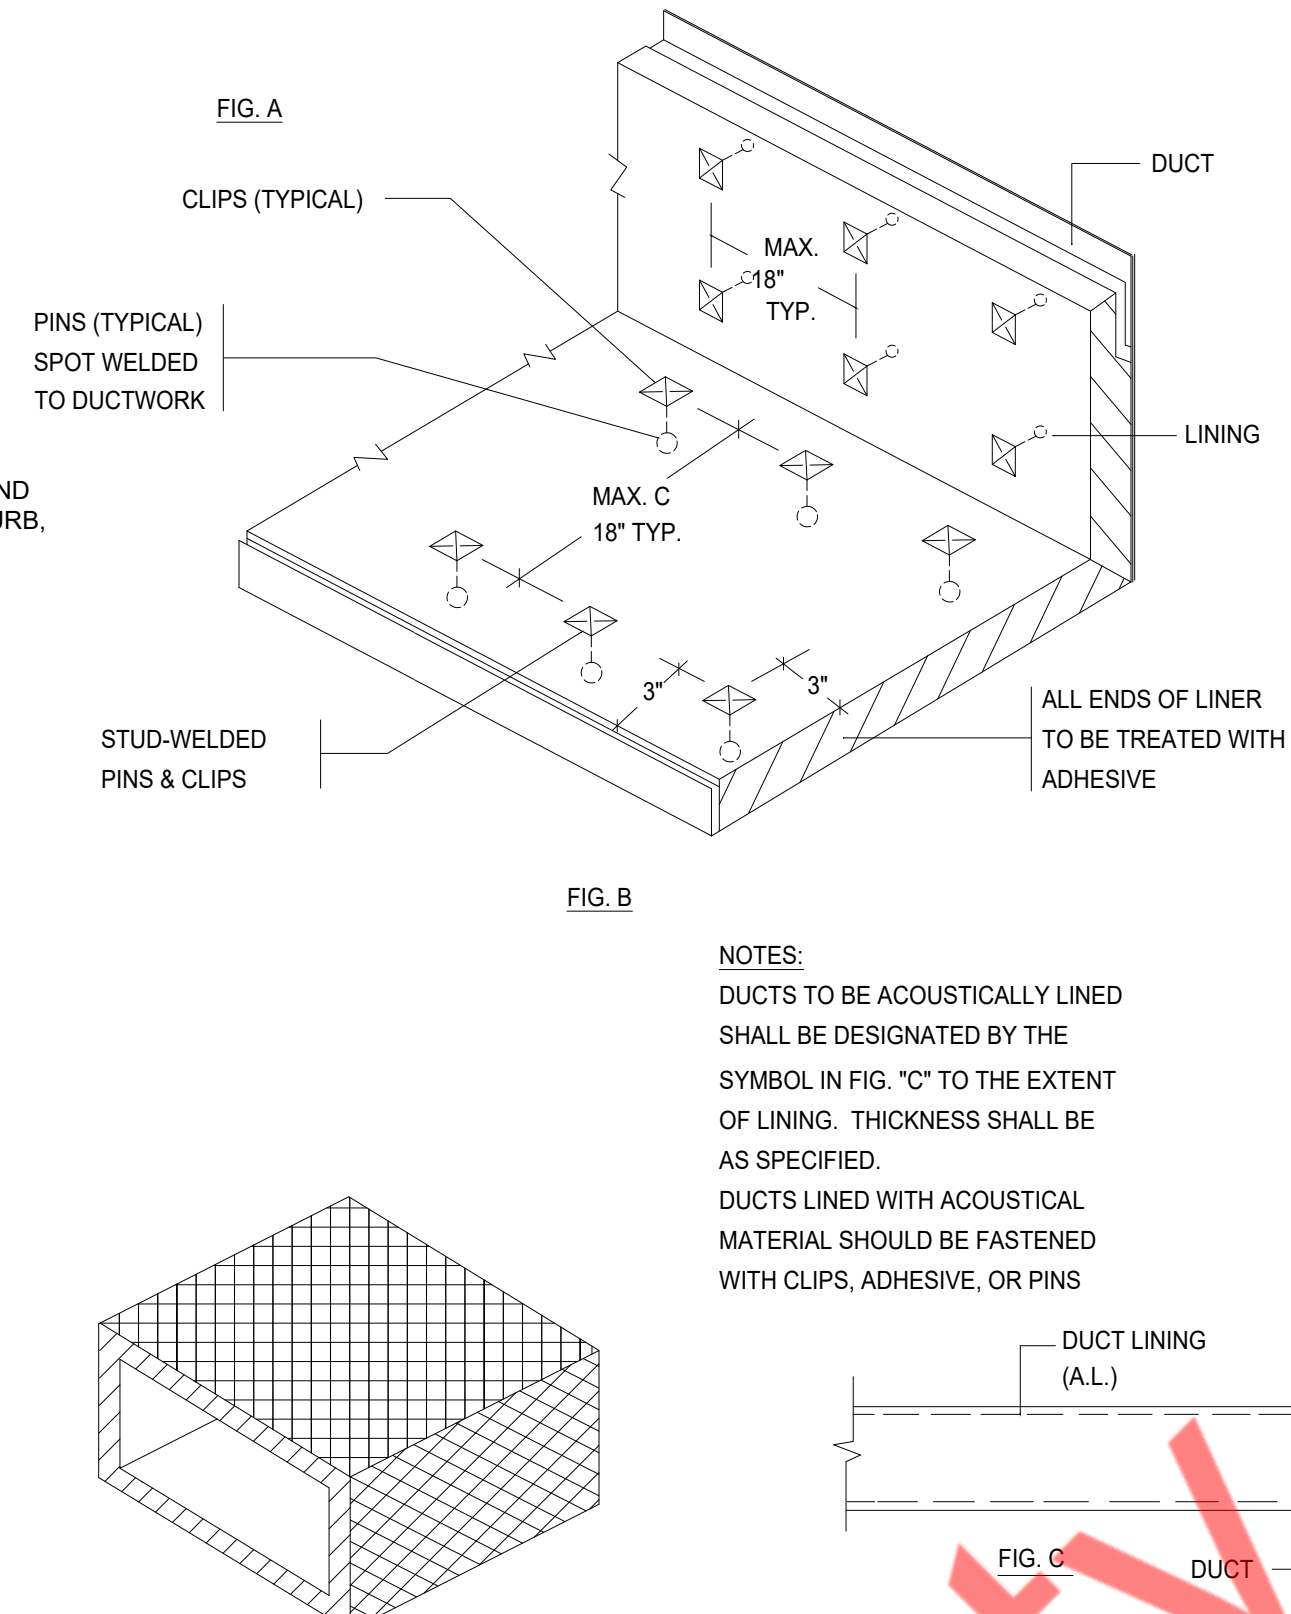 FIG. A
DUCT
CLIPS (TYPICAL)
MAX.
18"
TYP.
PINS (TYPICAL)
SPOT WELDED
TO DUCTWORK
LINING
ND
URB,
MAX. C
18" TYP.
3"
3"
ALL ENDS OF LINER
TO BE TREATED WITH
ADHESIVE
STUD-WELDED
PINS & CLIPS
FIG. B
NOTES:
DUCTS TO BE ACOUSTICALLY LINED
SHALL BE DESIGNATED BY THE
SYMBOL IN FIG. "C" TO THE EXTENT
OF LINING. THICKNESS SHALL BE
AS SPECIFIED.
DUCTS LINED WITH ACOUSTICAL
MATERIAL SHOULD BE FASTENED
WITH CLIPS, ADHESIVE, OR PINS
DUCT LINING
(A.L.)
FIG. C
DUCT